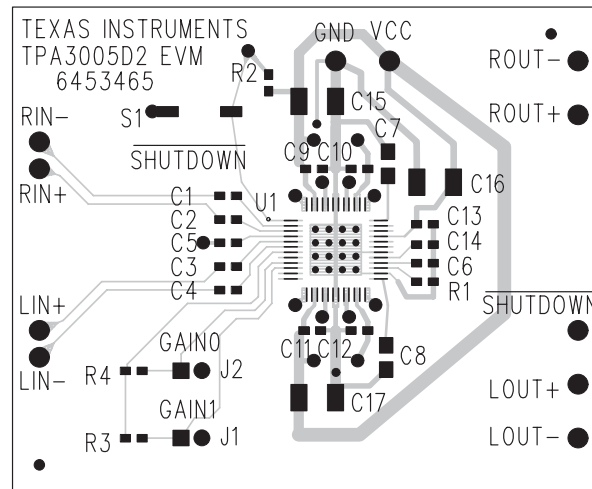 TEXAS INSTRUMENTS
TPA3005D2 EVM
6453465
GND VCC
ROUT-
R2
C15
ROUT+
RIN-
S1
C7
SHUTDOWN
C9 C10
RIN+
C16
C1
U1
C2
C13
C5
C14
C3
C6
C4
R1
LIN+
SHUTDOWN
GAIN0
C11 C12
LIN-
R4
J2
C8
LOUT+
C17
GAIN1
R3
J1
LOUT-